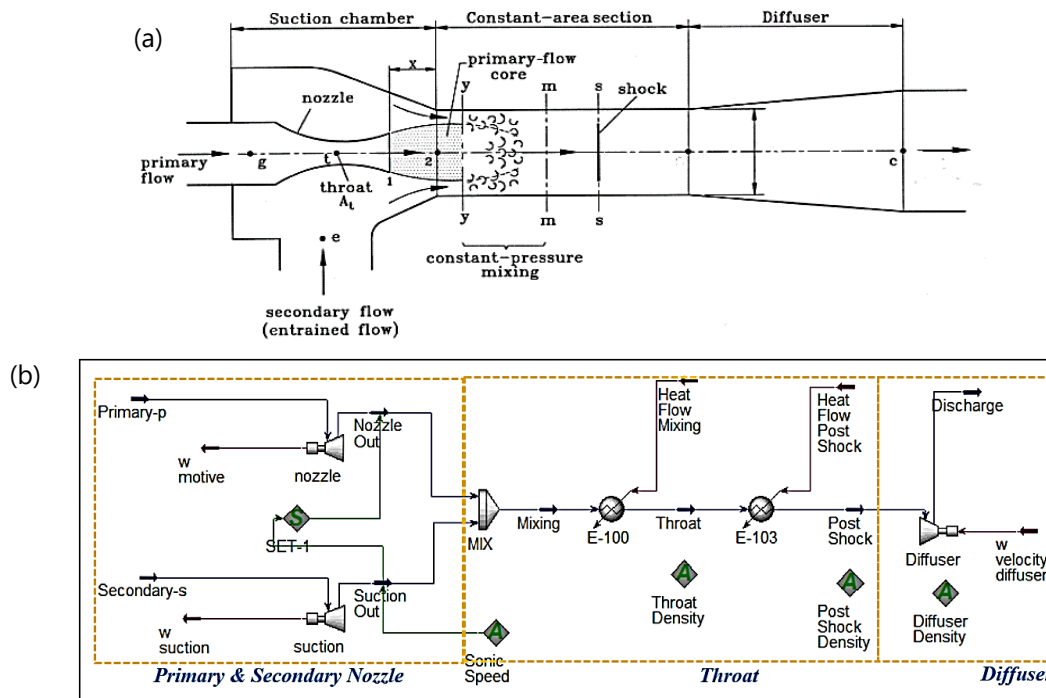 (a)
Suction chamber
Constant-area section
Diffuser
x
primary-flow
core
nozzle
y
m
s
shock
primary
flow
g
t
1
2
c
throat
At
y
m
s
e
constant-pressure
mixing
secondary flow
(entrained flow)
(b)
Primary-p
Nozzle
Out
w
motive
nozzle
S
SET-1
Secondary-s
Suction
Out
w
suction
suction
MIX
Mixing
A
Sonic
Speed
Heat
Flow
Mixing
E-100
Throat
A
Throat
Density
Heat
Flow
Post
Shock
E-103
Post
Shock
A
Post
Shock
Density
Discharge
Diffuser
w
velocity
diffuser
A
Diffuser
Density
Primary & Secondary Nozzle
Throat
Diffuse